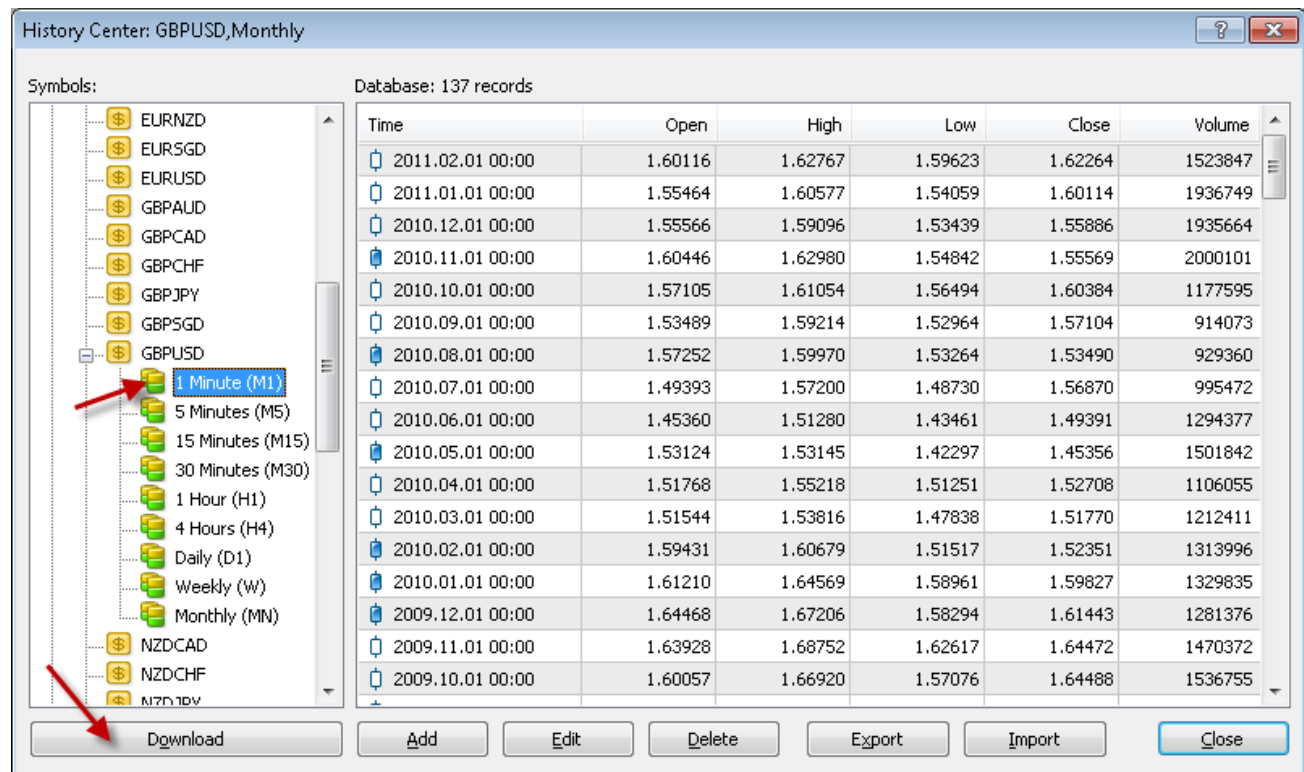 History Center: GBPUSD,Monthly
Symbols:
Database: 137 records
EURNZD
EURSGD
EURUSD
GBPAUD
GBPCAD
GBPCHF
GBPJPY
GBPSGD
GBPUSD
1 Minute (M1)
5 Minutes (M5)
15 Minutes (M15)
30 Minutes (M30)
1 Hour (H1)
4 Hours (H4)
Daily (D1)
Weekly (W)
Monthly (MN)
NZDCAD
NZDCHF
NZDJPY
Time Open High Low Close Volume
2011.02.01 00:00 1.60116 1.62767 1.59623 1.62264 1523847
2011.01.01 00:00 1.55464 1.60577 1.54059 1.60114 1936749
2010.12.01 00:00 1.55566 1.59096 1.53439 1.55886 1935664
2010.11.01 00:00 1.60446 1.62980 1.54842 1.55569 2000101
2010.10.01 00:00 1.57105 1.61054 1.56494 1.60384 1177595
2010.09.01 00:00 1.53489 1.59214 1.52964 1.57104 914073
2010.08.01 00:00 1.57252 1.59970 1.53264 1.53490 929360
2010.07.01 00:00 1.49393 1.57200 1.48730 1.56870 995472
2010.06.01 00:00 1.45360 1.51280 1.43461 1.49391 1294377
2010.05.01 00:00 1.53124 1.53145 1.42297 1.45356 1501842
2010.04.01 00:00 1.51768 1.55218 1.51251 1.52708 1106055
2010.03.01 00:00 1.51544 1.53816 1.47838 1.51770 1212411
2010.02.01 00:00 1.59431 1.60679 1.51517 1.52351 1313996
2010.01.01 00:00 1.61210 1.64569 1.58961 1.59827 1329835
2009.12.01 00:00 1.64468 1.67206 1.58294 1.61443 1281376
2009.11.01 00:00 1.63928 1.68752 1.62617 1.64472 1470372
2009.10.01 00:00 1.60057 1.66920 1.57076 1.64488 1536755
Download Add Edit Delete Export Import Close